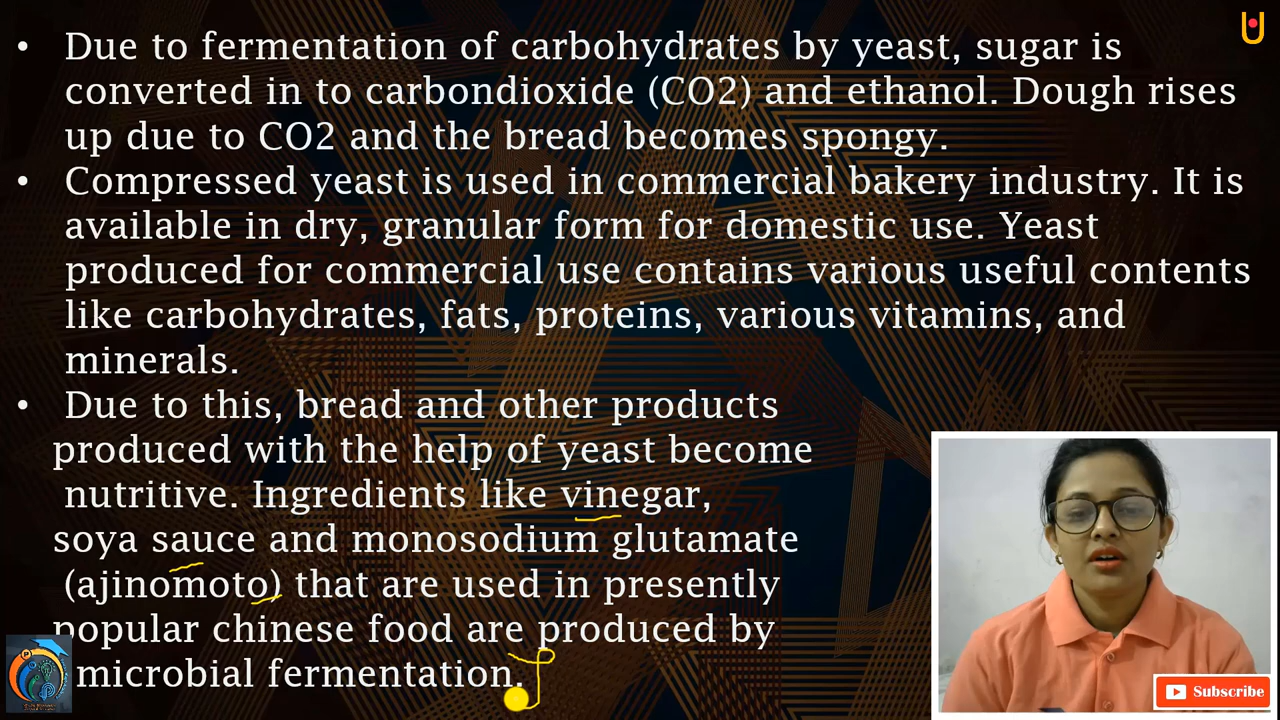 • Due to fermentation of carbohydrates by yeast, sugar is
converted in to carbondioxide (CO2) and ethanol. Dough rises
up due to CO2 and the bread becomes spongy.
• Compressed yeast is used in commercial bakery industry. It is
available in dry, granular form for domestic use. Yeast
produced for commercial use contains various useful contents
like carbohydrates, fats, proteins, various vitamins, and
minerals.
• Due to this, bread and other products
produced with the help of yeast become
nutritive. Ingredients like vinegar,
soya sauce and monosodium glutamate
(ajinomoto) that are used in presently
popular chinese food are produced by
microbial fermentation.
Subscribe